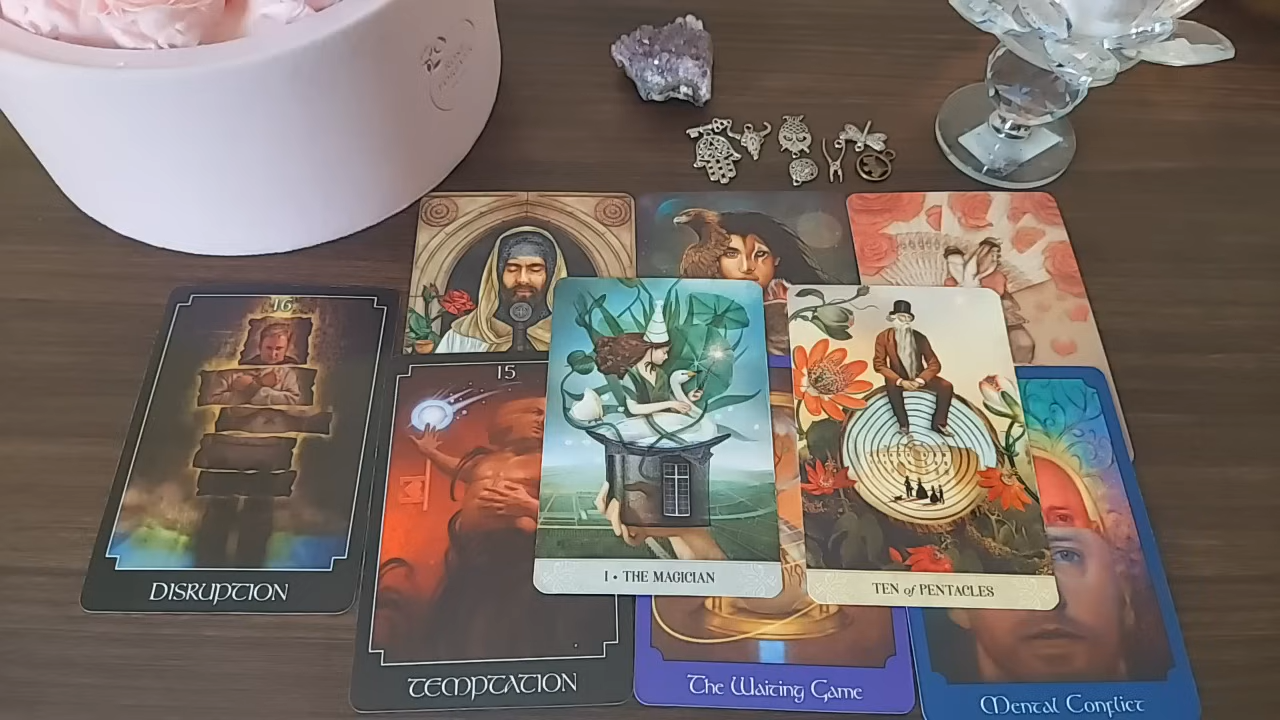 16
DISRUPTION
15
TEMPTATION
I • THE MAGICIAN
TEN of PENTACLES
The Waiting Game
Mental Conflict